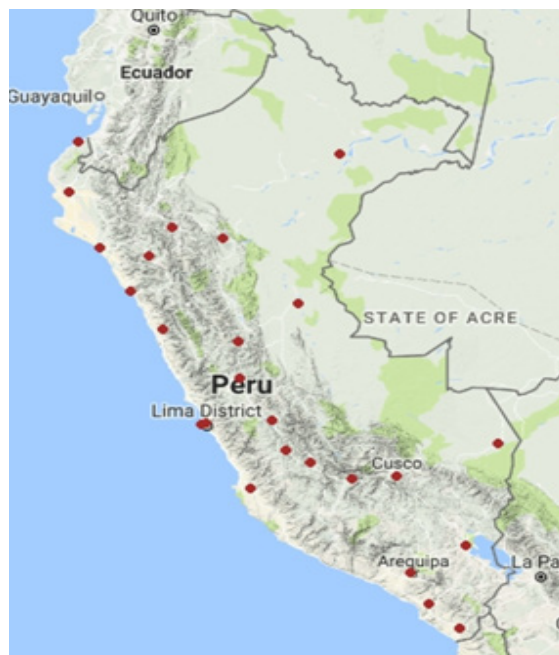 Quito
Ecuador
Guayaquil
STATE OF ACRE
Peru
Lima District
Cusco
Arequipa
La Pa